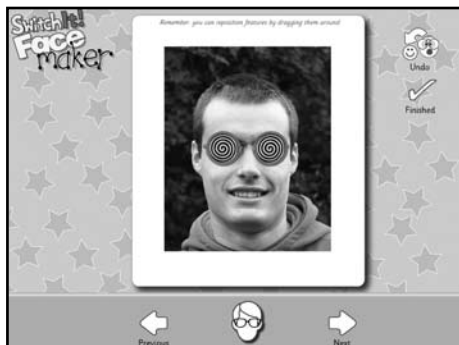 Switch It!
Face
maker
Remember: you can reposition features by dragging them around
Undo
Finished
Previous
Next